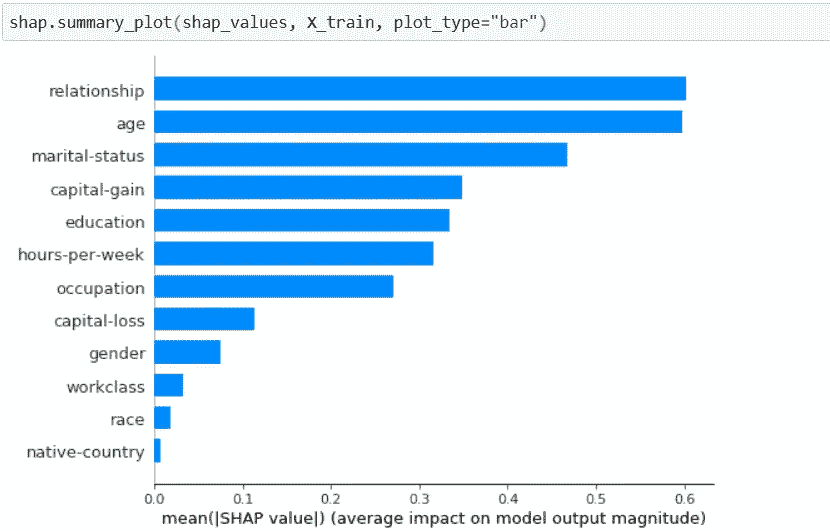 shap.summary_plot(shap_values, X_train, plot_type="bar")
relationship
age
marital-status
capital-gain
education
hours-per-week
occupation
capital-loss
gender
workclass
race
native-country
0.0 0.1 0.2 0.3 0.4 0.5 0.6
mean(|SHAP value|) (average impact on model output magnitude)